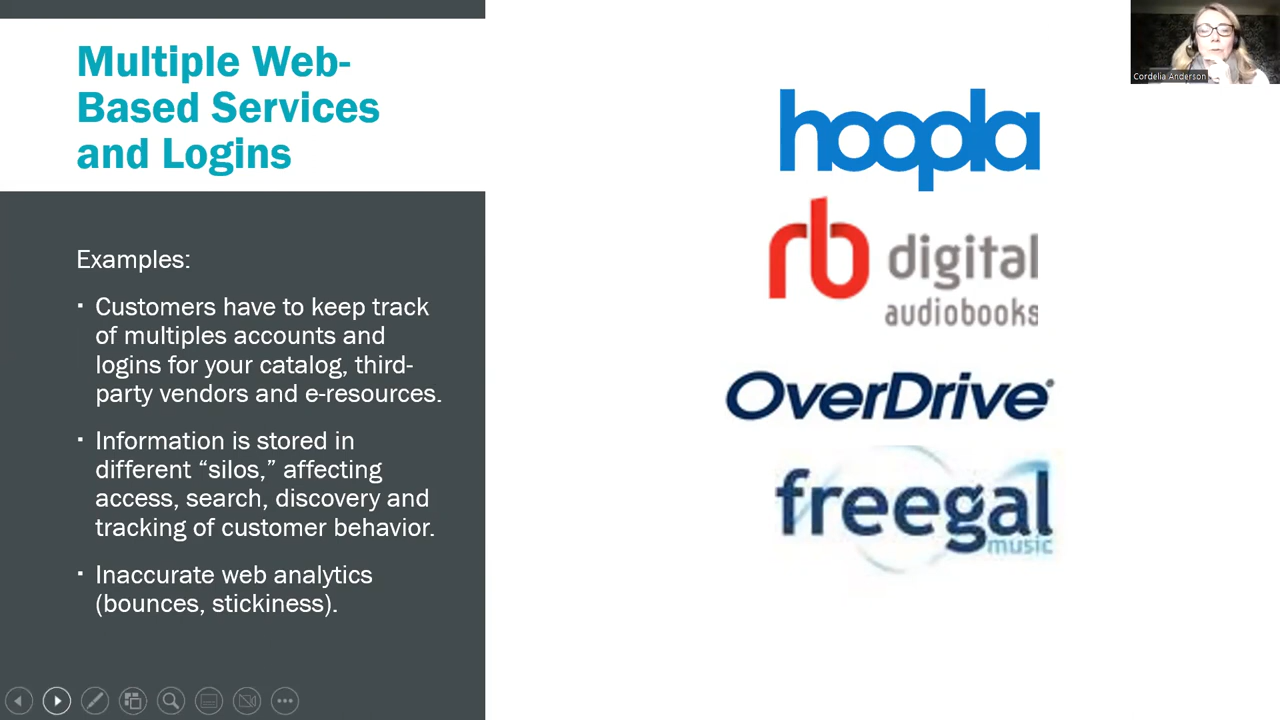 Multiple Web-
Based Services
and Logins
Examples:
▪ Customers have to keep track
of multiples accounts and
logins for your catalog, third-
party vendors and e-resources.
▪ Information is stored in
different “silos,” affecting
access, search, discovery and
tracking of customer behavior.
▪ Inaccurate web analytics
(bounces, stickiness).
hoopla
rb digital
audiobooks
OverDrive®
freegal
music
Cordelia Anderson